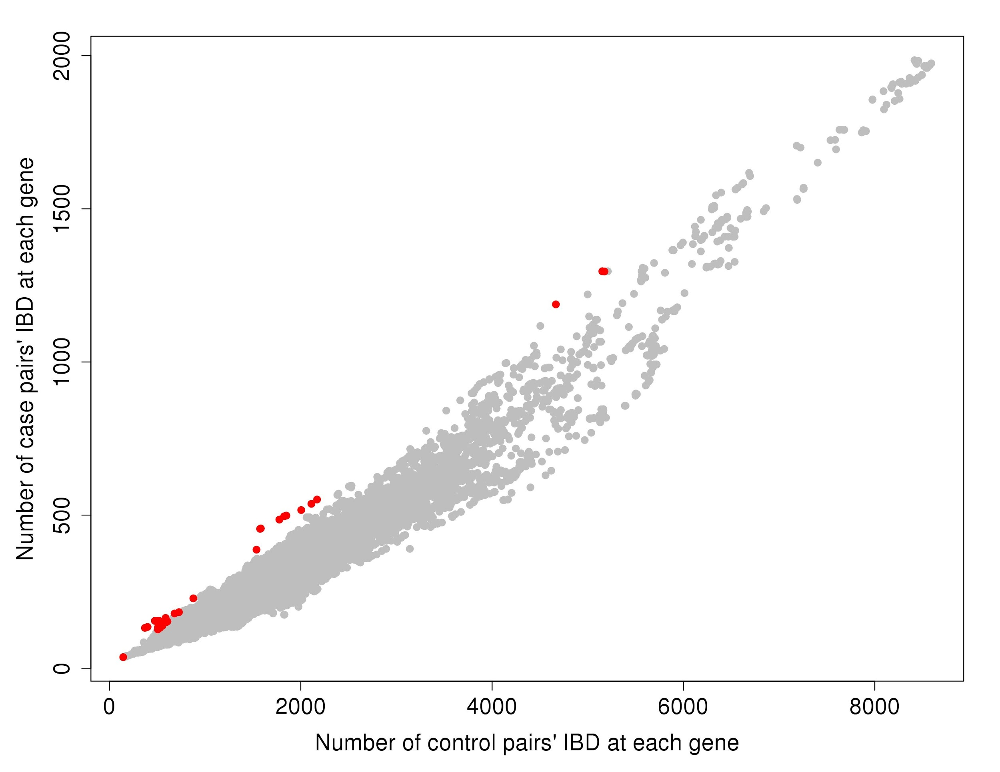 2000
1500
1000
500
0
Number of case pairs' IBD at each gene
0 2000 4000 6000 8000
Number of control pairs' IBD at each gene